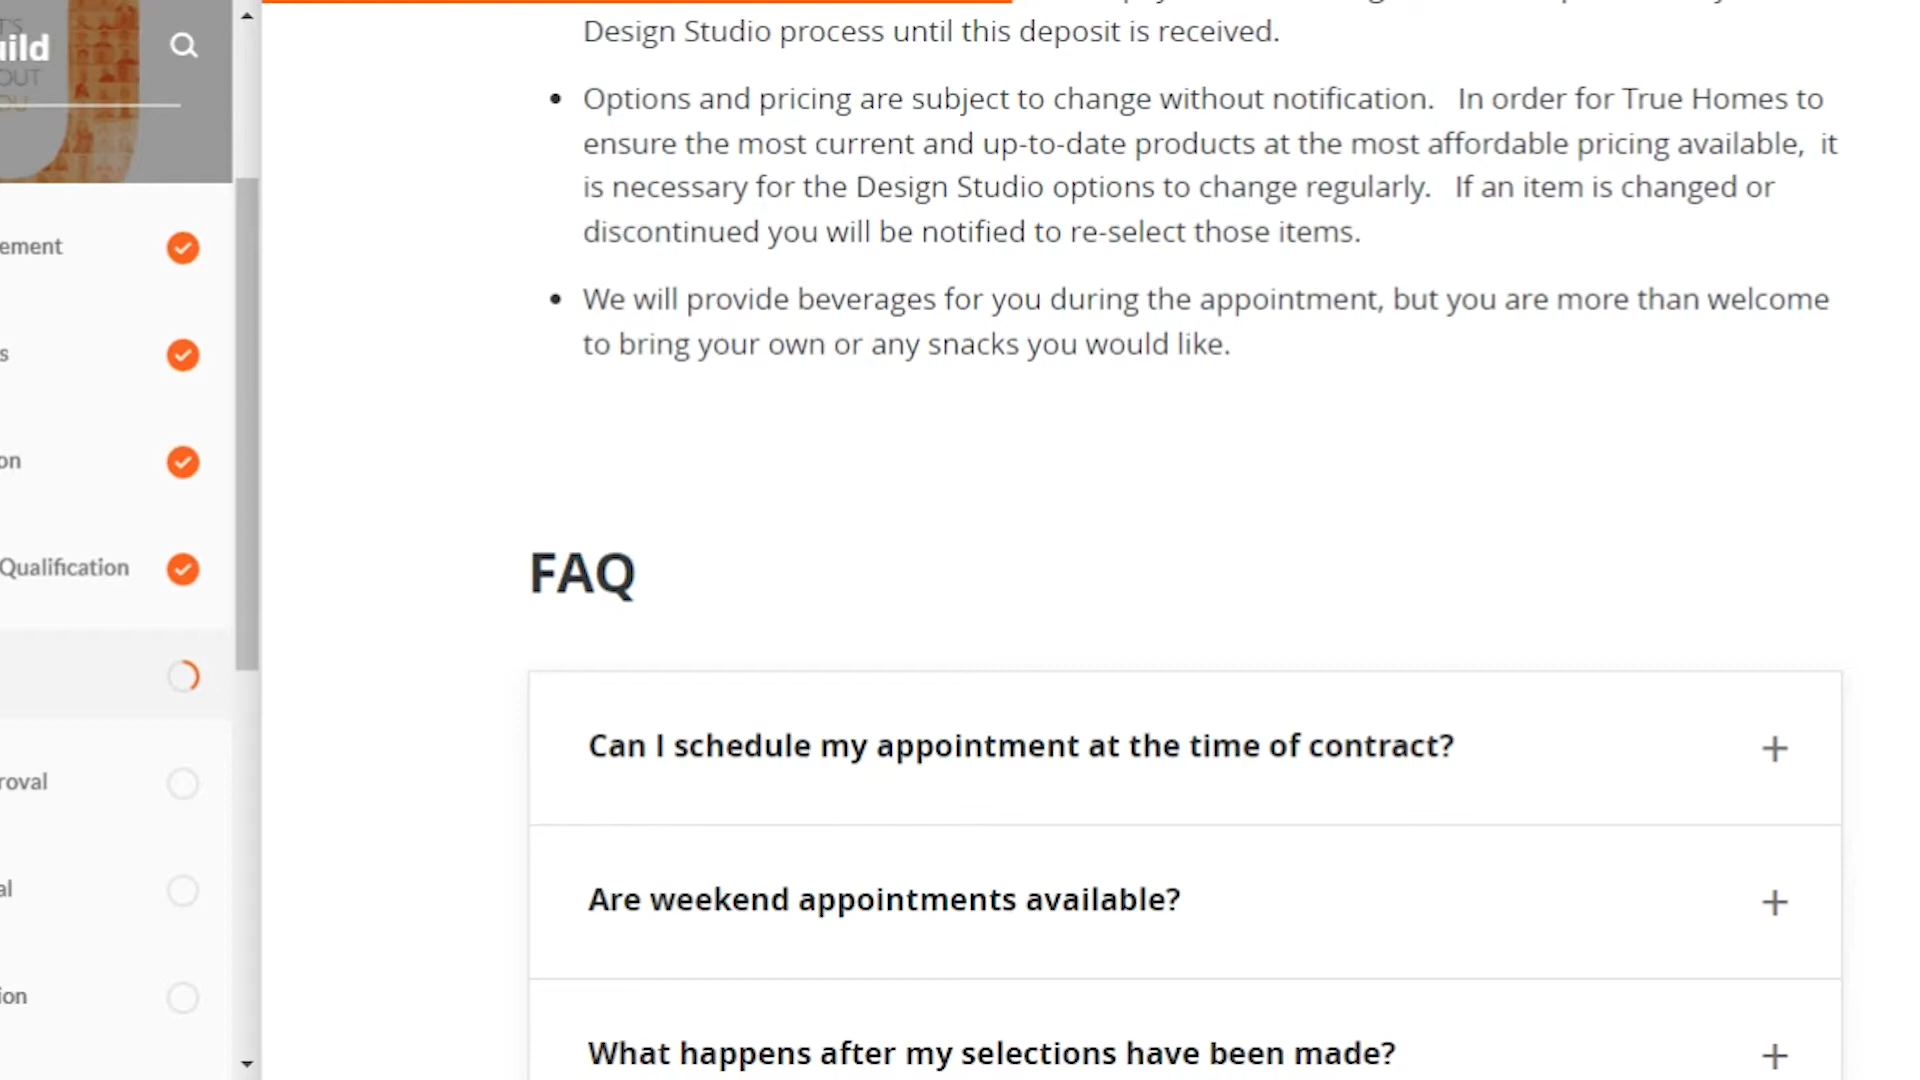 Design Studio process until this deposit is received.
Options and pricing are subject to change without notification. In order for True Homes to
ensure the most current and up-to-date products at the most affordable pricing available, it
is necessary for the Design Studio options to change regularly. If an item is changed or
discontinued you will be notified to re-select those items.
We will provide beverages for you during the appointment, but you are more than welcome
to bring your own or any snacks you would like.
FAQ
Can I schedule my appointment at the time of contract?
Are weekend appointments available?
What happens after my selections have been made?
uild
OUT
ement
s
on
Qualification
roval
al
ion